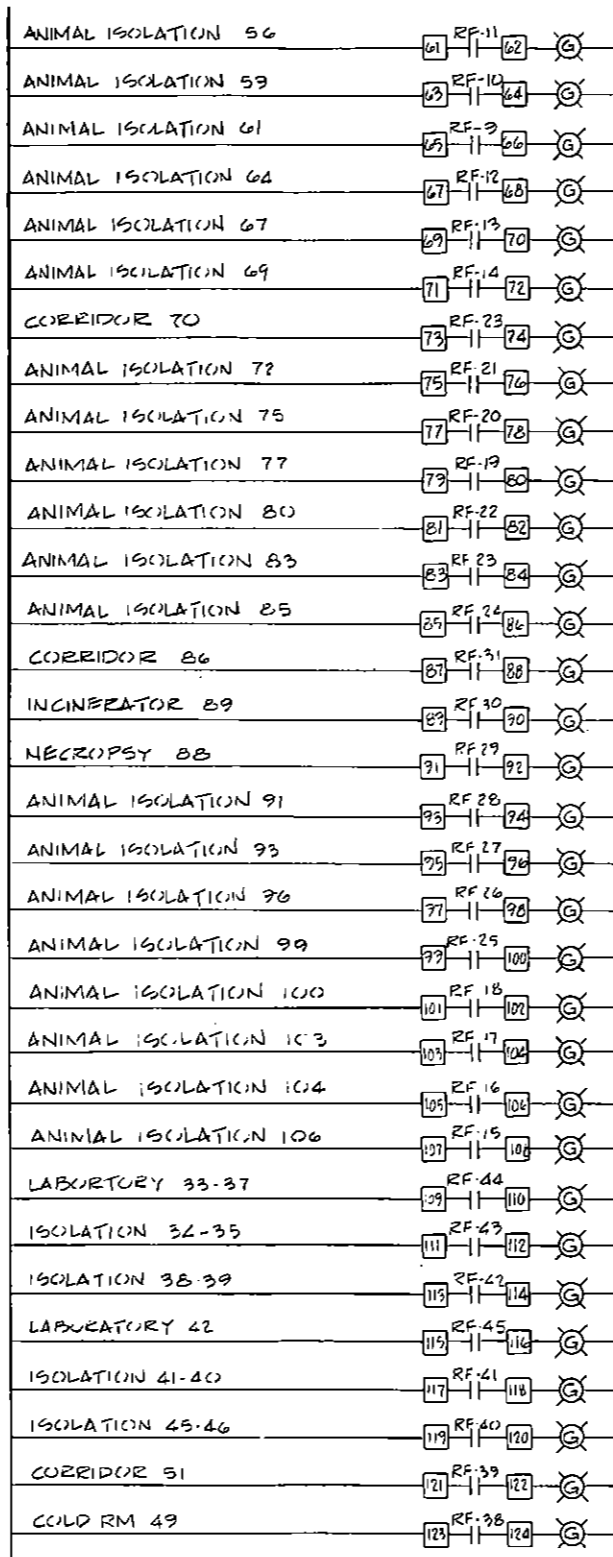 ANIMAL ISOLATION 56 61 RF-11 62 G
ANIMAL ISOLATION 59 63 RF-10 64 G
ANIMAL ISOLATION 61 65 RF-9 66 G
ANIMAL ISOLATION 64 67 RF-12 68 G
ANIMAL ISOLATION 67 69 RF-13 70 G
ANIMAL ISOLATION 69 71 RF-14 72 G
CORRIDOR 70 73 RF-23 74 G
ANIMAL ISOLATION 72 75 RF-21 76 G
ANIMAL ISOLATION 75 77 RF-20 78 G
ANIMAL ISOLATION 77 79 RF-19 80 G
ANIMAL ISOLATION 80 81 RF-22 82 G
ANIMAL ISOLATION 83 83 RF 23 84 G
ANIMAL ISOLATION 85 85 RF-24 86 G
CORRIDOR 86 87 RF-31 88 G
INCINERATOR 89 89 RF 30 90 G
NECROPSY 88 91 RF 29 92 G
ANIMAL ISOLATION 91 93 RF 28 94 G
ANIMAL ISOLATION 93 95 RF 27 96 G
ANIMAL ISOLATION 96 97 RF 26 98 G
ANIMAL ISOLATION 99 99 RF-25 100 G
ANIMAL ISOLATION 100 101 RF 18 102 G
ANIMAL ISOLATION 103 103 RF 17 104 G
ANIMAL ISOLATION 104 105 RF 16 106 G
ANIMAL ISOLATION 106 107 RF-15 108 G
LABORTORY 33-37 109 RF-44 110 G
ISOLATION 34-35 111 RF-43 112 G
ISOLATION 38-39 113 RF-42 114 G
LABORATORY 42 115 RF-45 116 G
ISOLATION 41-40 117 RF-41 118 G
ISOLATION 45-46 119 RF-40 120 G
CORRIDOR 51 121 RF-39 122 G
COLD RM 49 123 RF-38 124 G